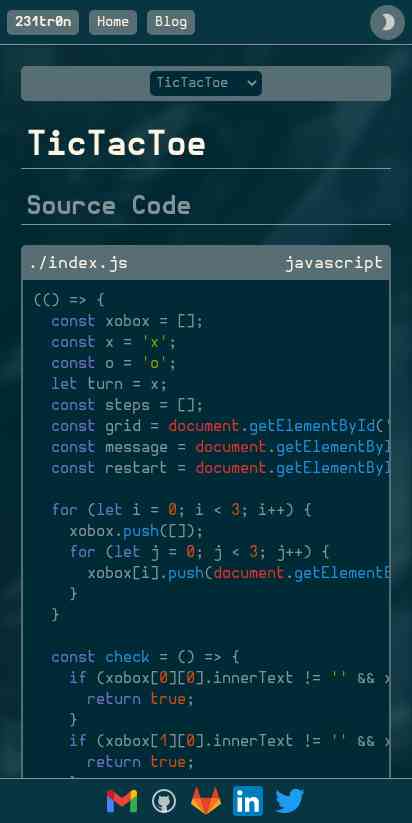 231tr0n Home Blog
TicTacToe
TicTacToe
Source Code
./index.js javascript
(() => {
const xobox = [];
const x = 'x';
const o = 'o';
let turn = x;
const steps = [];
const grid = document.getElementById('
const message = document.getElementByI
const restart = document.getElementByI
for (let i = 0; i < 3; i++) {
xobox.push([]);
for (let j = 0; j < 3; j++) {
xobox[i].push(document.getElementB
}
}
const check = () => {
if (xobox[0][0].innerText != '' && x
return true;
}
if (xobox[1][0].innerText != '' && x
return true;
in